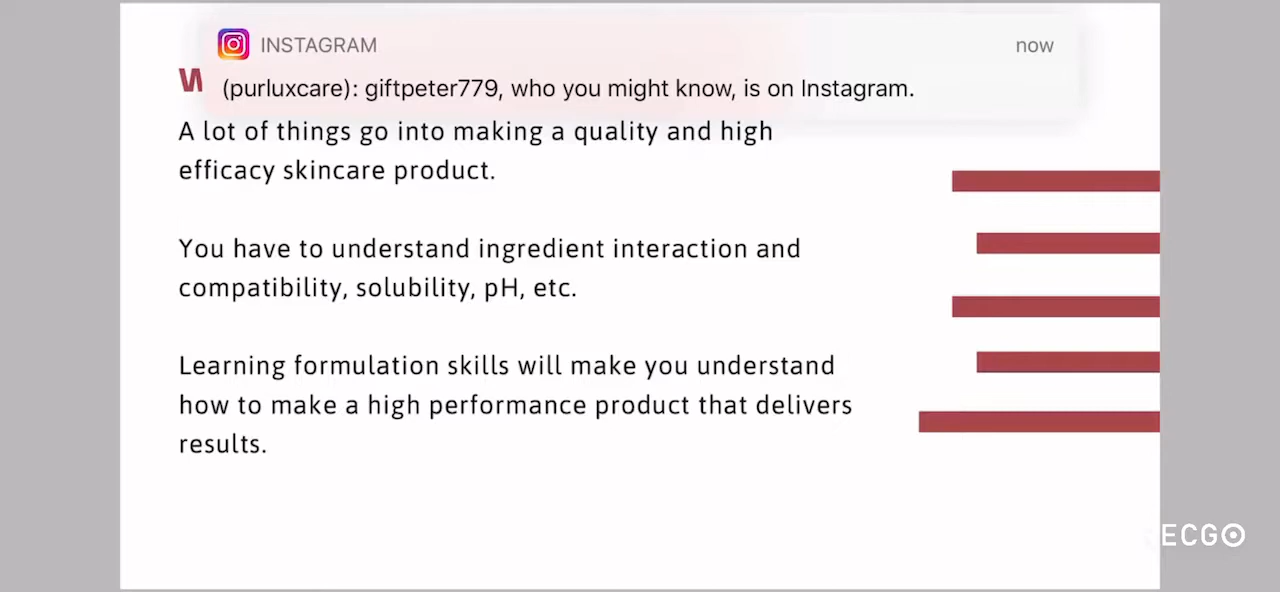 INSTAGRAM now
(purluxcare): giftpeter779, who you might know, is on Instagram.
W
A lot of things go into making a quality and high
efficacy skincare product.
You have to understand ingredient interaction and
compatibility, solubility, pH, etc.
Learning formulation skills will make you understand
how to make a high performance product that delivers
results.
ECGO